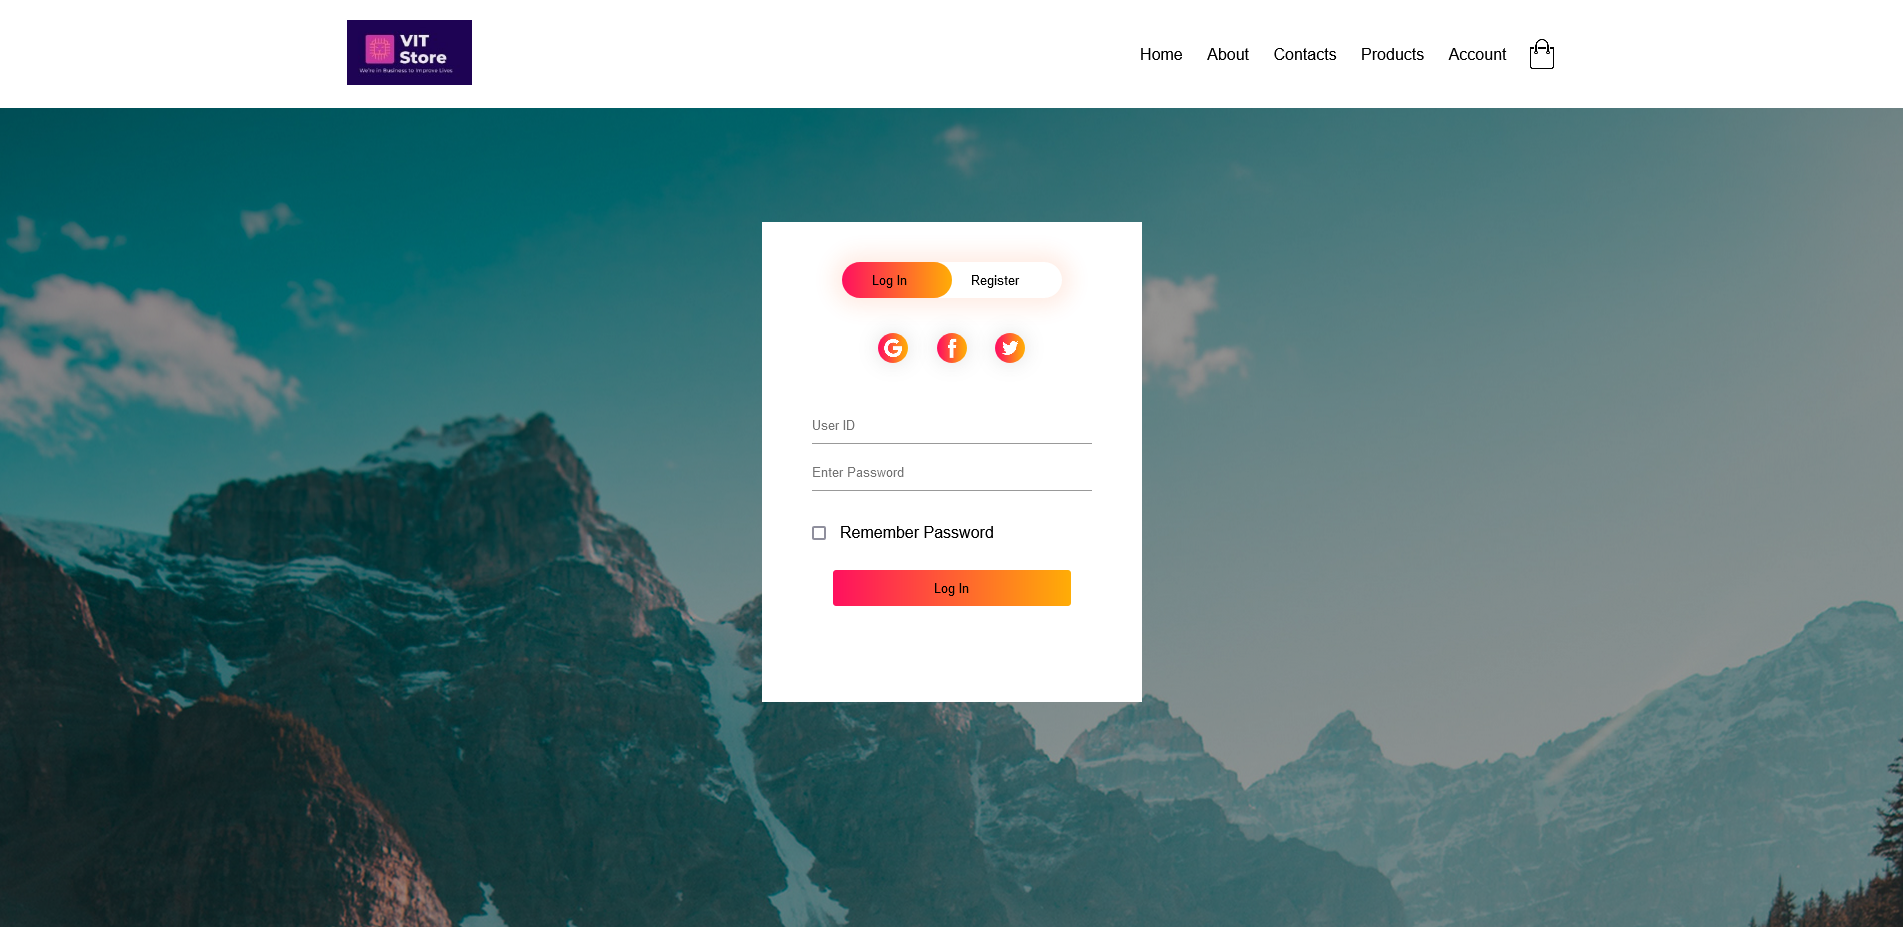 VIT
Store
We're in Business to Improve Lives
Home About Contacts Products Account
Log In Register
User ID
Enter Password
Remember Password
Log In